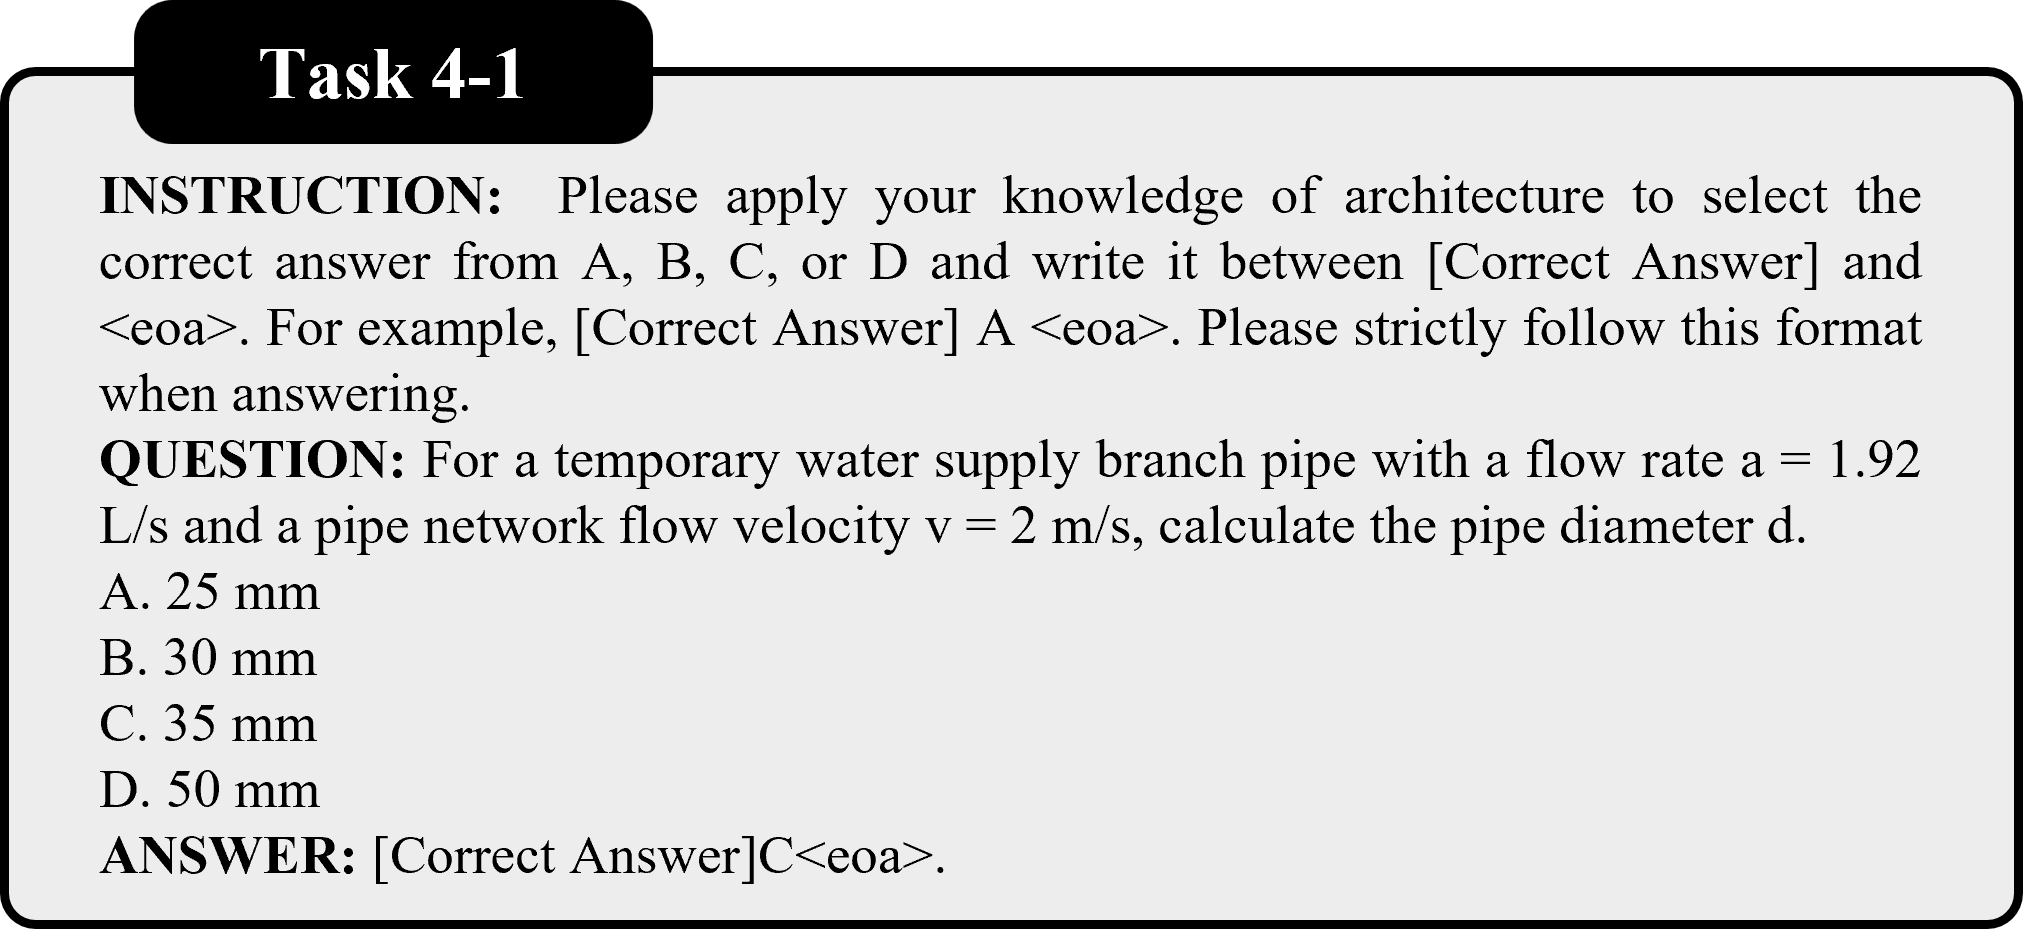 Task 4-1
INSTRUCTION: Please apply your knowledge of architecture to select the
correct answer from A, B, C, or D and write it between [Correct Answer] and
<eoa>. For example, [Correct Answer] A <eoa>. Please strictly follow this format
when answering.
QUESTION: For a temporary water supply branch pipe with a flow rate a = 1.92
L/s and a pipe network flow velocity v = 2 m/s, calculate the pipe diameter d.
A. 25 mm
B. 30 mm
C. 35 mm
D. 50 mm
ANSWER: [Correct Answer]C<eoa>.